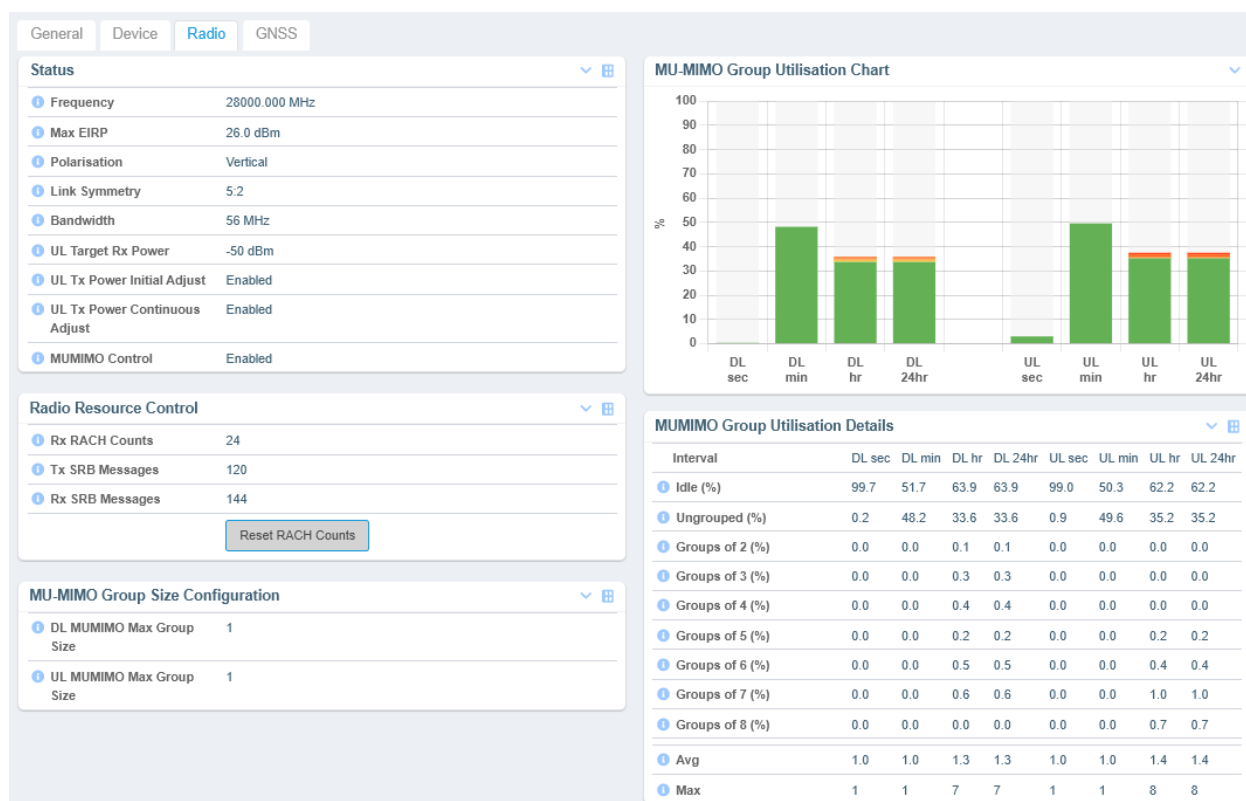 General Device Radio GNSS
Status
Frequency 28000.000 MHz
Max EIRP 26.0 dBm
Polarisation Vertical
Link Symmetry 5:2
Bandwidth 56 MHz
UL Target Rx Power -50 dBm
UL Tx Power Initial Adjust Enabled
UL Tx Power Continuous Enabled
Adjust
MUMIMO Control Enabled
Radio Resource Control
Rx RACH Counts 24
Tx SRB Messages 120
Rx SRB Messages 144
Reset RACH Counts
MU-MIMO Group Size Configuration
DL MUMIMO Max Group 1
Size
UL MUMIMO Max Group 1
Size
MU-MIMO Group Utilisation Chart
100
90
80
70
60
50
40
30
20
10
0
%
DL DL DL DL UL UL UL UL
sec min hr 24hr sec min hr 24hr
MUMIMO Group Utilisation Details
Interval DL sec DL min DL hr DL 24hr UL sec UL min UL hr UL 24hr
Idle (%) 99.7 51.7 63.9 63.9 99.0 50.3 62.2 62.2
Ungrouped (%) 0.2 48.2 33.6 33.6 0.9 49.6 35.2 35.2
Groups of 2 (%) 0.0 0.0 0.1 0.1 0.0 0.0 0.0 0.0
Groups of 3 (%) 0.0 0.0 0.3 0.3 0.0 0.0 0.0 0.0
Groups of 4 (%) 0.0 0.0 0.4 0.4 0.0 0.0 0.0 0.0
Groups of 5 (%) 0.0 0.0 0.2 0.2 0.0 0.0 0.2 0.2
Groups of 6 (%) 0.0 0.0 0.5 0.5 0.0 0.0 0.4 0.4
Groups of 7 (%) 0.0 0.0 0.6 0.6 0.0 0.0 1.0 1.0
Groups of 8 (%) 0.0 0.0 0.0 0.0 0.0 0.0 0.7 0.7
Avg 1.0 1.0 1.3 1.3 1.0 1.0 1.4 1.4
Max 1 1 7 7 1 1 8 8